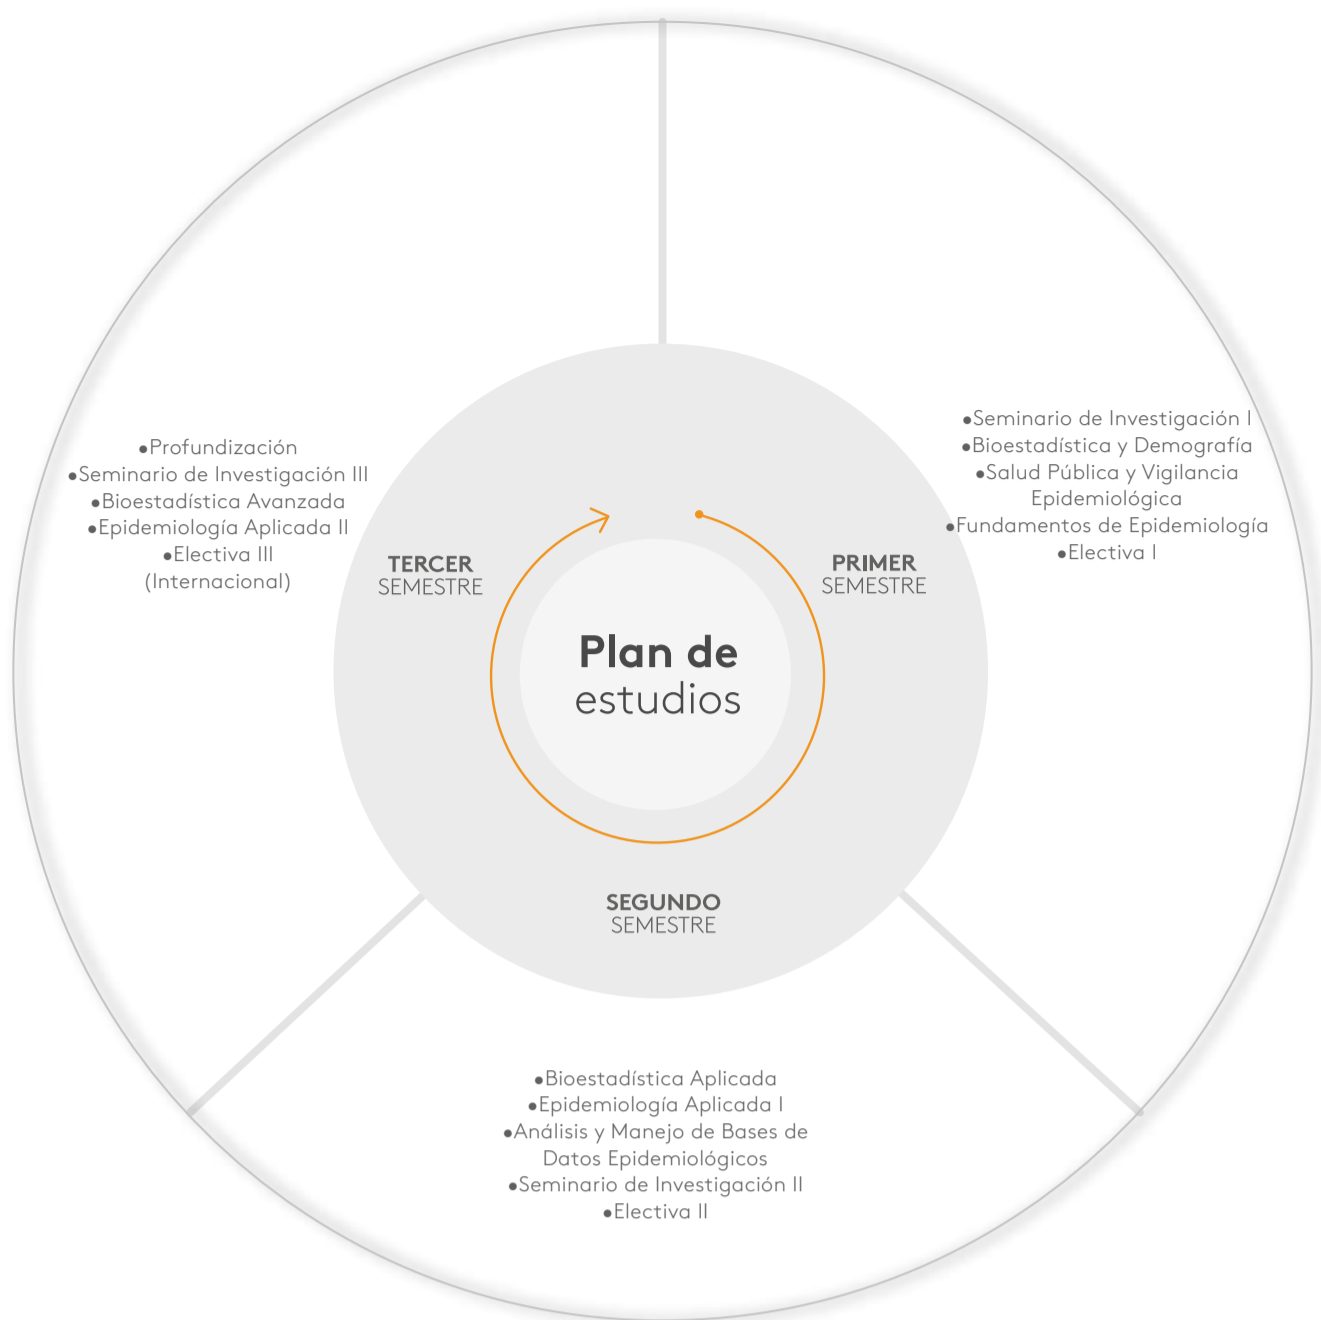 Plan de
estudios
PRIMER
SEMESTRE
•Seminario de Investigación I
•Bioestadística y Demografía
•Salud Pública y Vigilancia
Epidemiológica
•Fundamentos de Epidemiología
•Electiva I
SEGUNDO
SEMESTRE
•Bioestadística Aplicada
•Epidemiología Aplicada I
•Análisis y Manejo de Bases de
Datos Epidemiológicos
•Seminario de Investigación II
•Electiva II
TERCER
SEMESTRE
•Profundización
•Seminario de Investigación III
•Bioestadística Avanzada
•Epidemiología Aplicada II
•Electiva III
(Internacional)